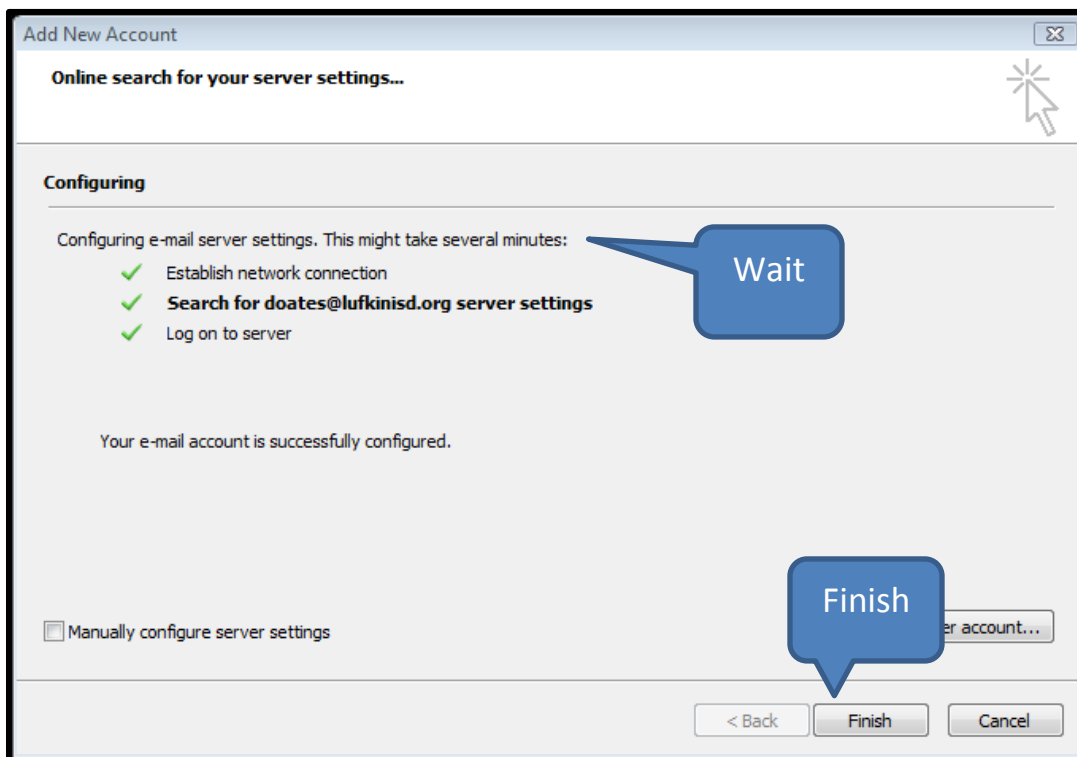 Add New Account
Online search for your server settings...
Configuring
Configuring e-mail server settings. This might take several minutes:
Wait
Establish network connection
Search for doates@lufkinisd.org server settings
Log on to server
Your e-mail account is successfully configured.
Finish
Manually configure server settings
account...
< Back
Finish
Cancel